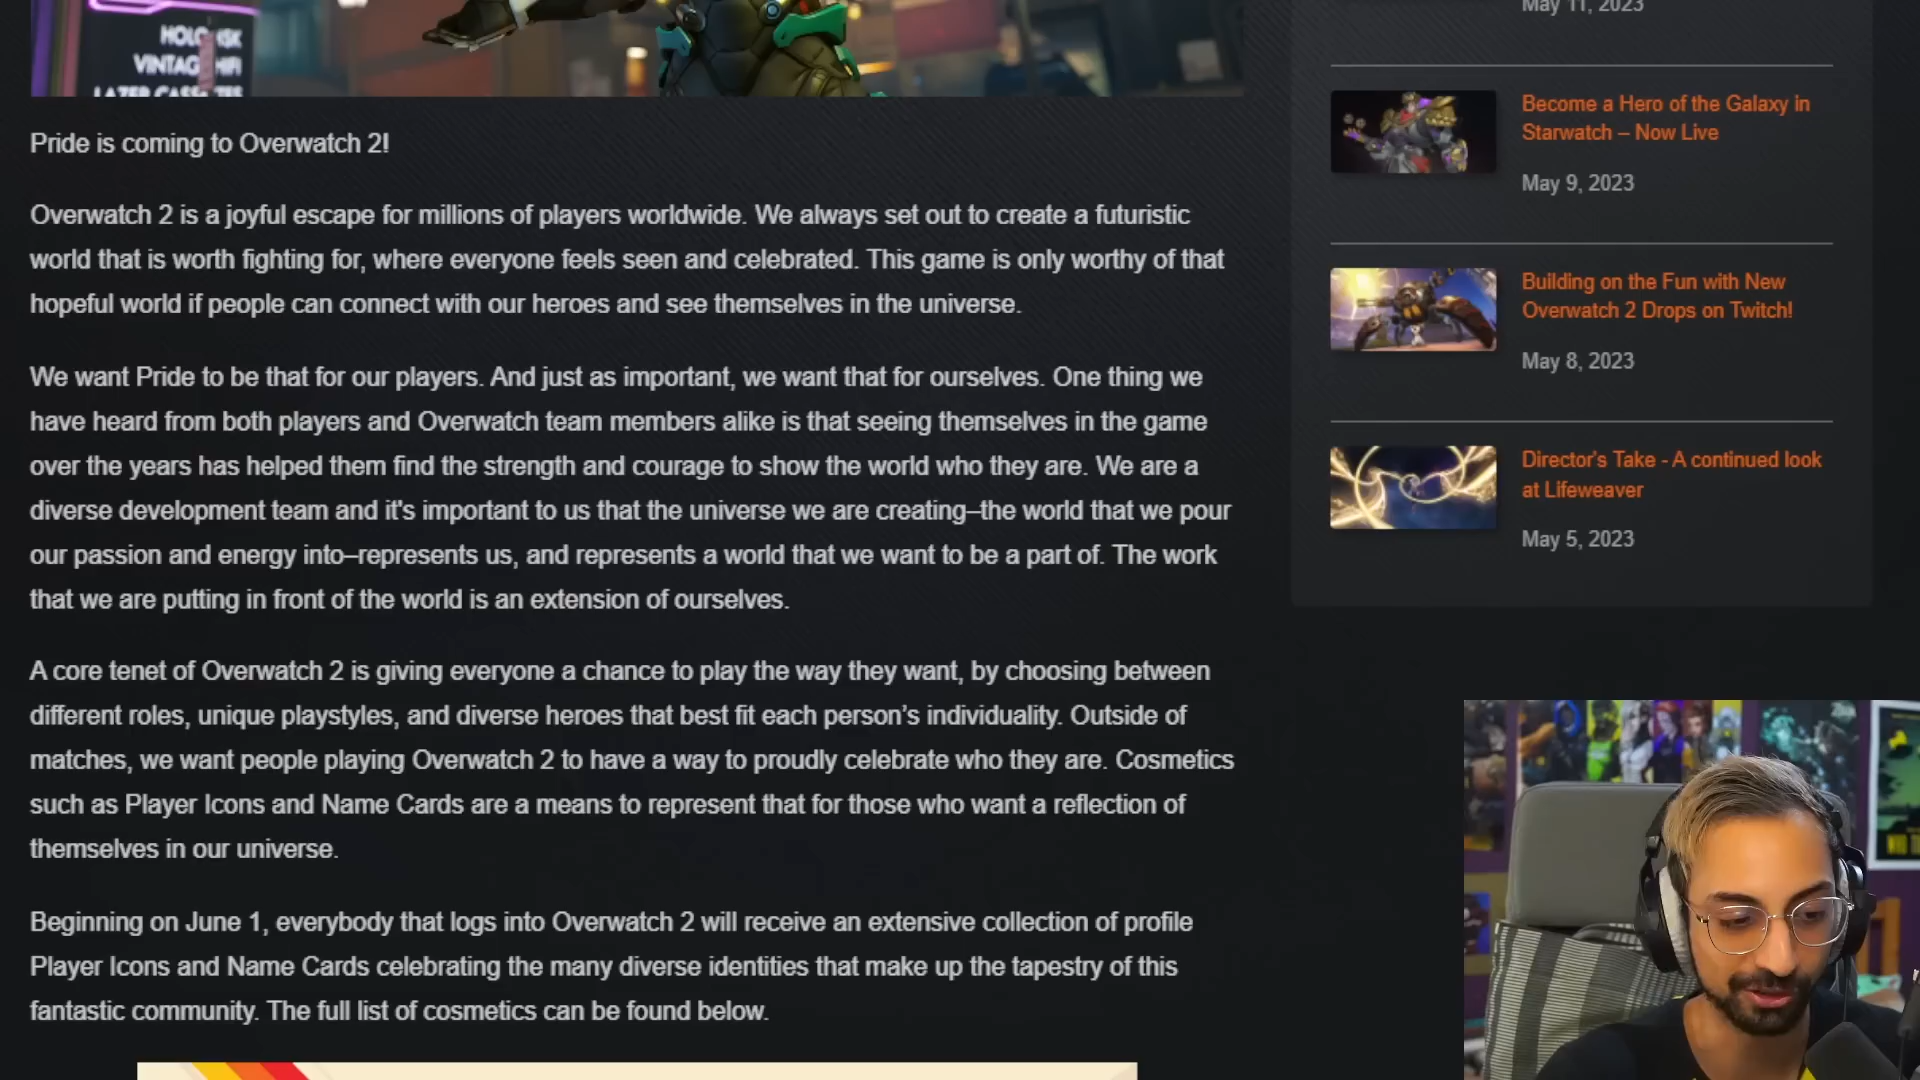 Pride is coming to Overwatch 2!
Overwatch 2 is a joyful escape for millions of players worldwide. We always set out to create a futuristic
world that is worth fighting for, where everyone feels seen and celebrated. This game is only worthy of that
hopeful world if people can connect with our heroes and see themselves in the universe.
We want Pride to be that for our players. And just as important, we want that for ourselves. One thing we
have heard from both players and Overwatch team members alike is that seeing themselves in the game
over the years has helped them find the strength and courage to show the world who they are. We are a
diverse development team and it's important to us that the universe we are creating–the world that we pour
our passion and energy into–represents us, and represents a world that we want to be a part of. The work
that we are putting in front of the world is an extension of ourselves.
A core tenet of Overwatch 2 is giving everyone a chance to play the way they want, by choosing between
different roles, unique playstyles, and diverse heroes that best fit each person’s individuality. Outside of
matches, we want people playing Overwatch 2 to have a way to proudly celebrate who they are. Cosmetics
such as Player Icons and Name Cards are a means to represent that for those who want a reflection of
themselves in our universe.
Beginning on June 1, everybody that logs into Overwatch 2 will receive an extensive collection of profile
Player Icons and Name Cards celebrating the many diverse identities that make up the tapestry of this
fantastic community. The full list of cosmetics can be found below.
May 11, 2023
Become a Hero of the Galaxy in
Starwatch – Now Live
May 9, 2023
Building on the Fun with New
Overwatch 2 Drops on Twitch!
May 8, 2023
Director's Take - A continued look
at Lifeweaver
May 5, 2023